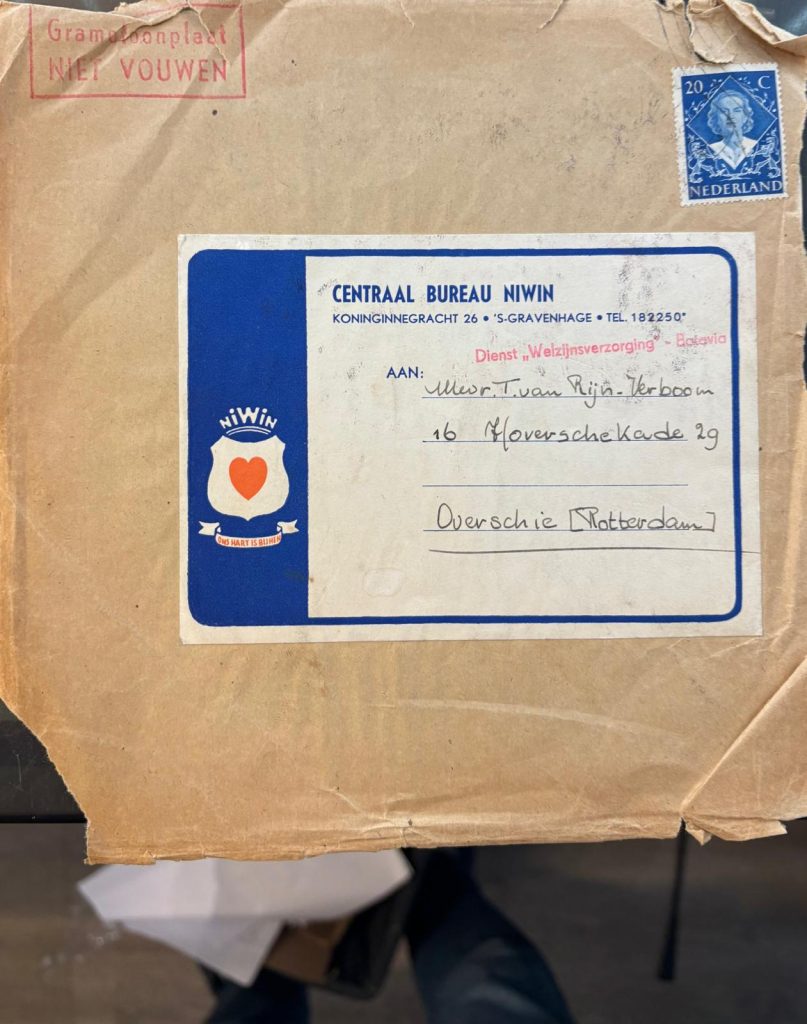 Gramofoonplaat
NIET VOUWEN
20 C
NEDERLAND
CENTRAAL BUREAU NIWIN
KONINGINNEGRACHT 26 • 'S-GRAVENHAGE • TEL. 182250*
Dienst „Welzijnsverzorging" - Batavia
AAN:
Mevr. T. van Rijn-Verboom
16 Hoverschekade 29
Overschie [Rotterdam]
NIWIN
ONS HART IS BIJ HEN